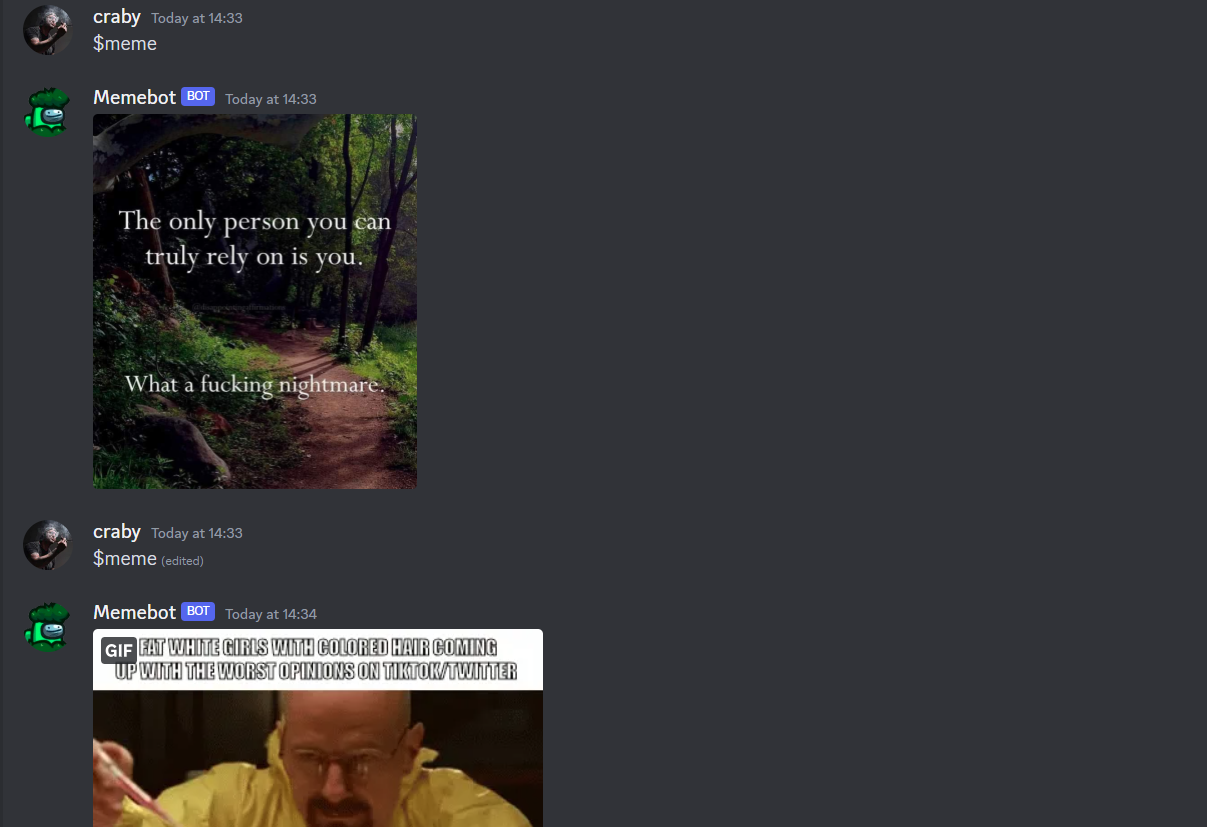 craby Today at 14:33
$meme
Memebot BOT Today at 14:33
The only person you can
truly rely on is you.
What a fucking nightmare.
craby Today at 14:33
$meme (edited)
Memebot BOT Today at 14:34
GIF FAT WHITE GIRLS WITH COLORED HAIR COMING
UP WITH THE WORST OPINIONS ON TIKTOK/TWITTER